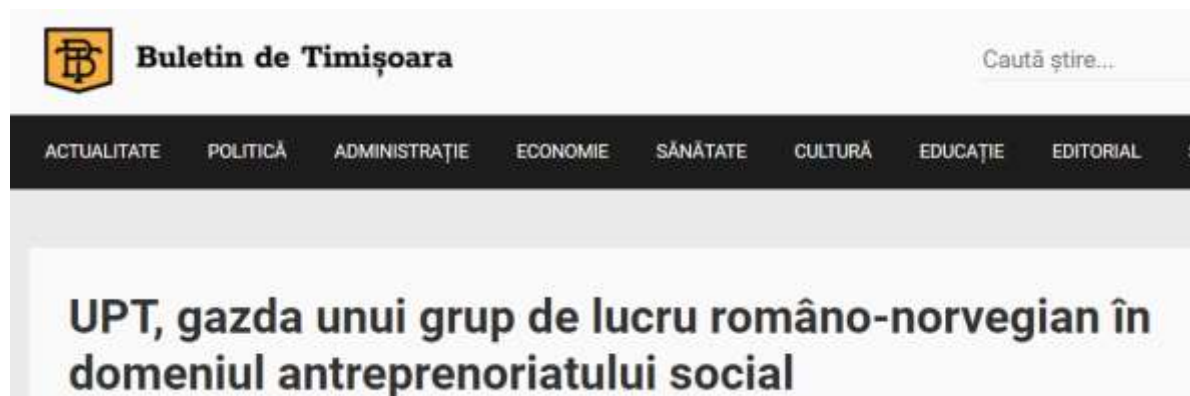 Buletin de Timișoara
Caută știre...
ACTUALITATE POLITICĂ ADMINISTRAȚIE ECONOMIE SĂNĂTATE CULTURĂ EDUCAȚIE EDITORIAL
UPT, gazda unui grup de lucru româno-norvegian în
domeniul antreprenoriatului social